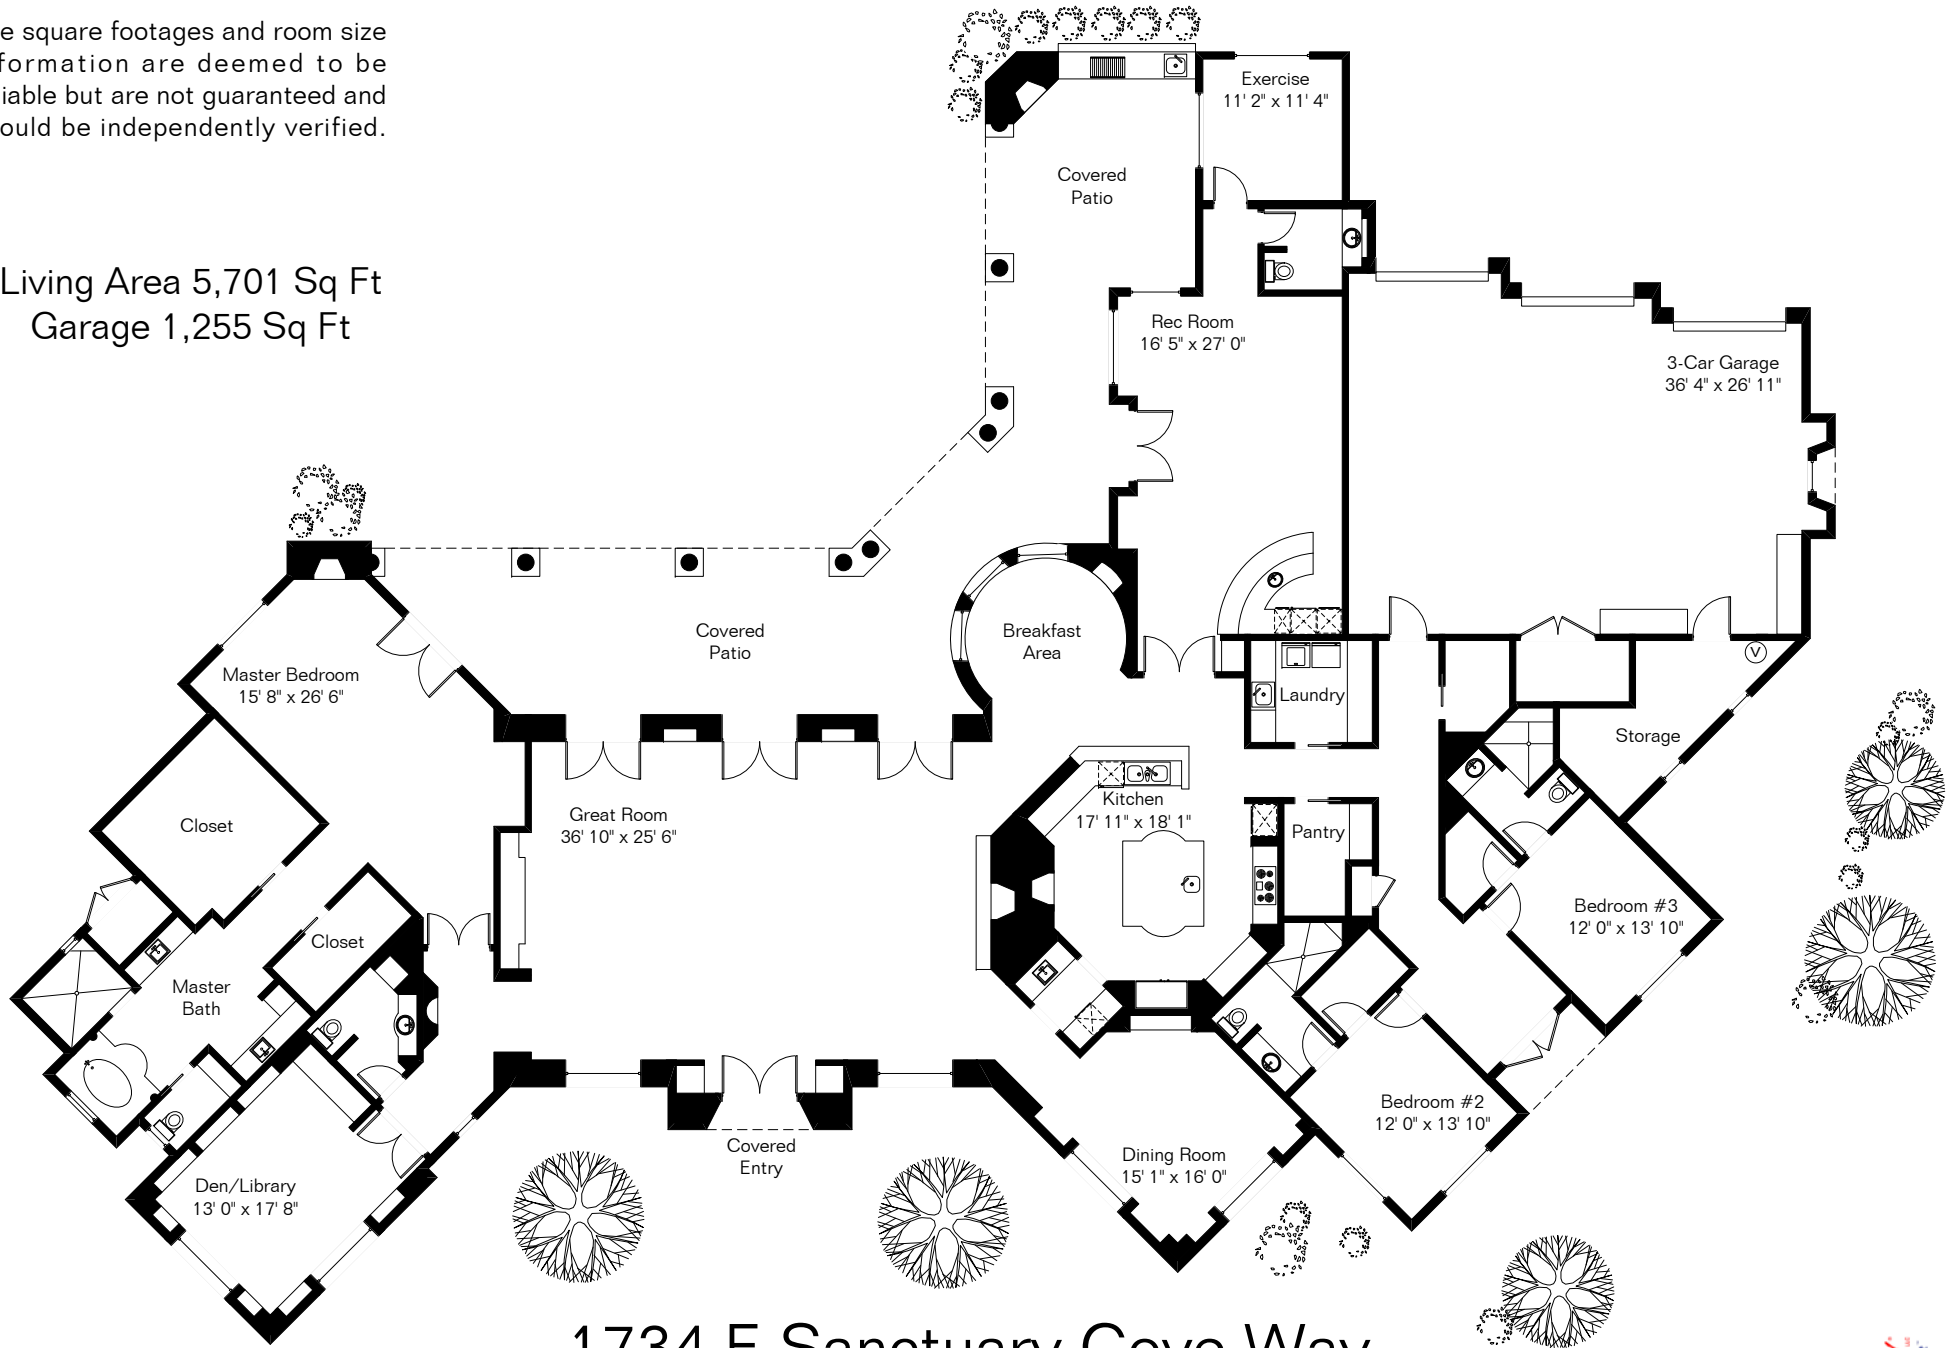 e square footages and room size
formation are deemed to be
iable but are not guaranteed and
ould be independently verified.
Living Area 5,701 Sq Ft
Garage 1,255 Sq Ft
Exercise
11' 2" x 11' 4"
Covered
Patio
Rec Room
16' 5" x 27' 0"
3-Car Garage
36' 4" x 26' 11"
Covered
Patio
Breakfast
Area
Master Bedroom
15' 8" x 26' 6"
Laundry
V
Storage
Closet
Great Room
36' 10" x 25' 6"
Kitchen
17' 11" x 18' 1"
Pantry
Bedroom #3
12' 0" x 13' 10"
Closet
Master
Bath
Bedroom #2
12' 0" x 13' 10"
Covered
Entry
Dining Room
15' 1" x 16' 0"
Den/Library
13' 0" x 17' 8"
1734 E Sanctuary Cove Way